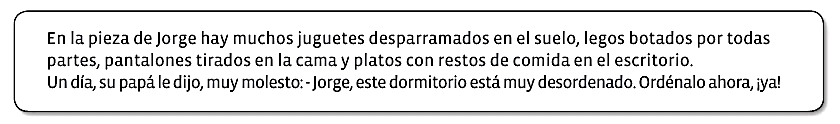 En la pieza de Jorge hay muchos juguetes desparramados en el suelo, legos botados por todas
partes, pantalones tirados en la cama y platos con restos de comida en el escritorio.
Un día, su papá le dijo, muy molesto: - Jorge, este dormitorio está muy desordenado. Ordénalo ahora, ¡ya!